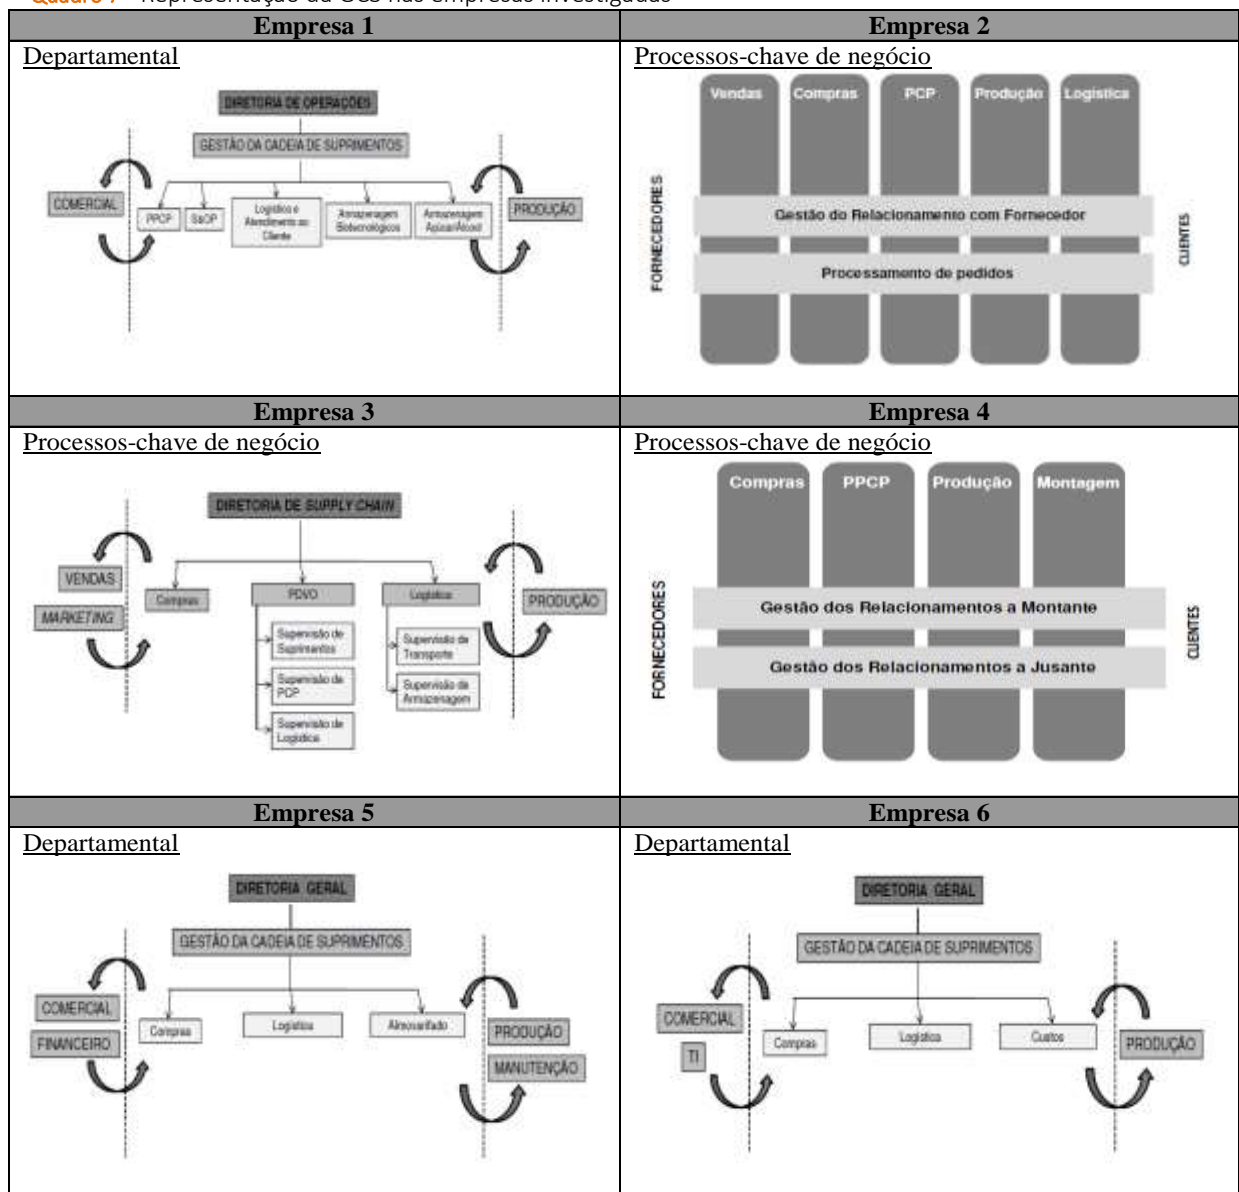 Quadro 7 - Representação da GCS nas empresas investigadas
Empresa 1
Departamental
DIRETORIA DE OPERAÇÕES
GESTÃO DA CADEIA DE SUPRIMENTOS
COMERCIAL
PPCP
S&OP
Logística e
Atendimento ao
Cliente
Armazenagem
Biotecnológicos
Armazenagem
Açúcar/Álcool
PRODUÇÃO
Empresa 2
Processos-chave de negócio
Vendas
Compras
PCP
Produção
Logística
FORNECEDORES
Gestão do Relacionamento com Fornecedor
Processamento de pedidos
CLIENTES
Empresa 3
Processos-chave de negócio
DIRETORIA DE SUPPLY CHAIN
VENDAS
MARKETING
Compras
PDVO
Logística
Supervisão de
Suprimentos
Supervisão de
PCP
Supervisão de
Logística
Supervisão de
Transporte
Supervisão de
Armazenagem
PRODUÇÃO
Empresa 4
Processos-chave de negócio
Compras
PPCP
Produção
Montagem
FORNECEDORES
Gestão dos Relacionamentos a Montante
Gestão dos Relacionamentos a Jusante
CLIENTES
Empresa 5
Departamental
DIRETORIA GERAL
GESTÃO DA CADEIA DE SUPRIMENTOS
COMERCIAL
FINANCEIRO
Compras
Logística
Almoxarifado
PRODUÇÃO
MANUTENÇÃO
Empresa 6
Departamental
DIRETORIA GERAL
GESTÃO DA CADEIA DE SUPRIMENTOS
COMERCIAL
TI
Compras
Logística
Custos
PRODUÇÃO